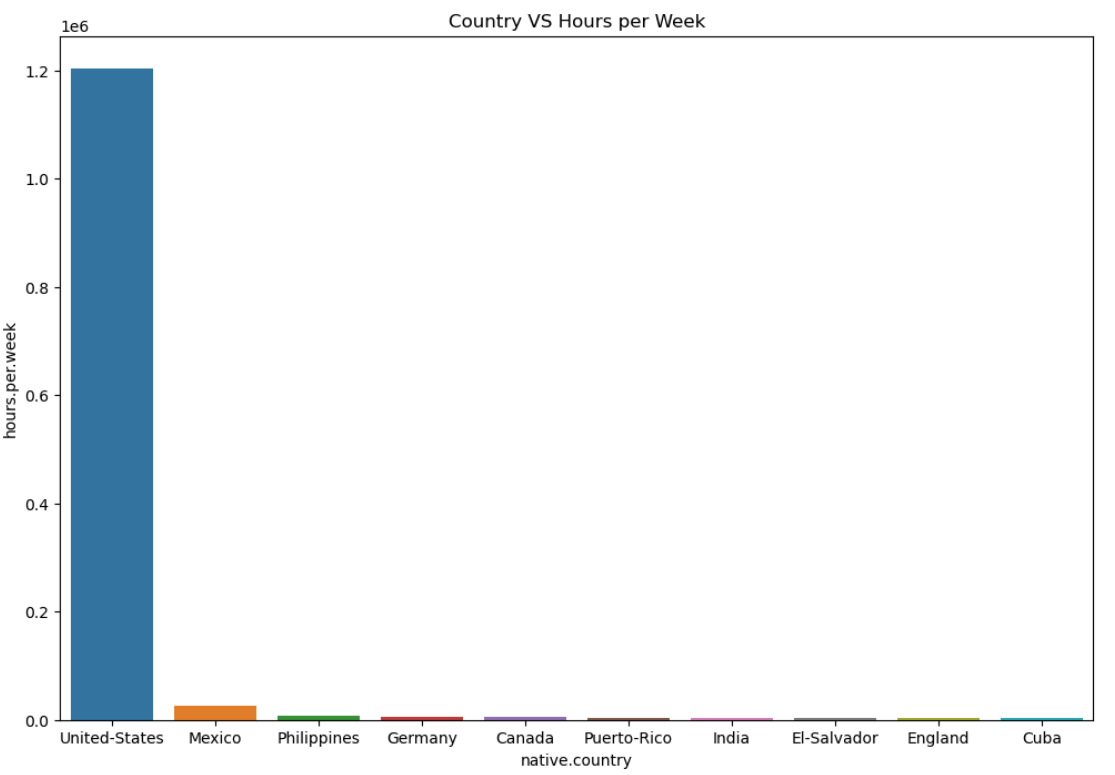 Country VS Hours per Week
1e6
1.2
1.0
0.8
0.6
0.4
0.2
0.0
hours.per.week
United-States Mexico Philippines Germany Canada Puerto-Rico India El-Salvador England Cuba
native.country